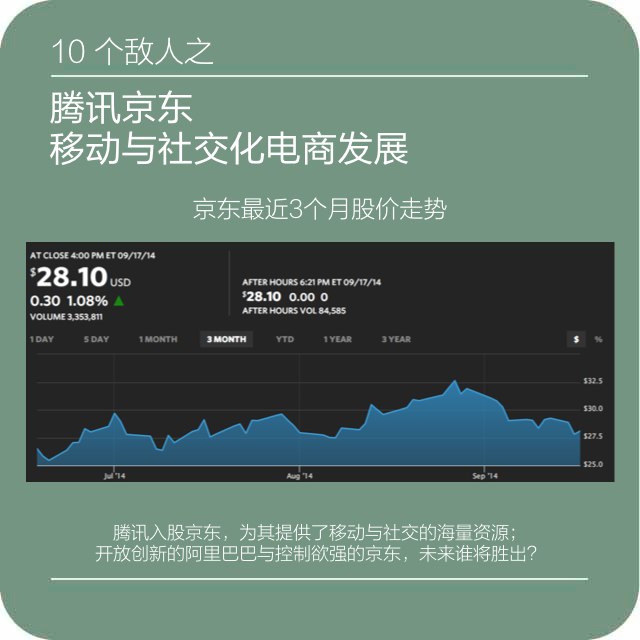 10 个敌人之
腾讯京东
移动与社交化电商发展
京东最近3个月股价走势
AT CLOSE 4:00 PM ET 09/17/14
$28.10 USD
0.30 1.08% ▲
VOLUME 3,353,811
AFTER HOURS 6:21 PM ET 09/17/14
$28.10 0.00 0
AFTER HOURS VOL 84,585
1 DAY 5 DAY 1 MONTH 3 MONTH YTD 1 YEAR 3 YEAR $ %
$32.5
$30.0
$27.5
$25.0
Jul '14 Aug '14 Sep '14
腾讯入股京东，为其提供了移动与社交的海量资源；
开放创新的阿里巴巴与控制欲强的京东，未来谁将胜出？